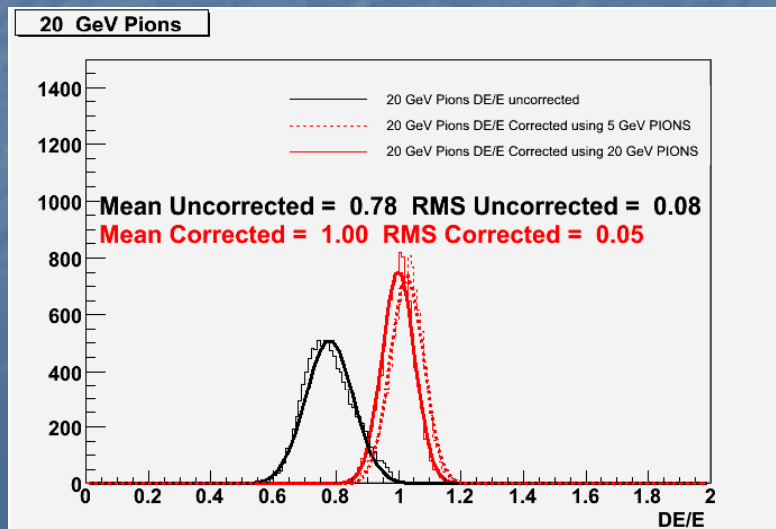 20 GeV Pions
1400
1200
1000
800
600
400
200
0
20 GeV Pions DE/E uncorrected
20 GeV Pions DE/E Corrected using 5 GeV PIONS
20 GeV Pions DE/E Corrected using 20 GeV PIONS
Mean Uncorrected = 0.78 RMS Uncorrected = 0.08
Mean Corrected = 1.00 RMS Corrected = 0.05
0 0.2 0.4 0.6 0.8 1 1.2 1.4 1.6 1.8 2
DE/E